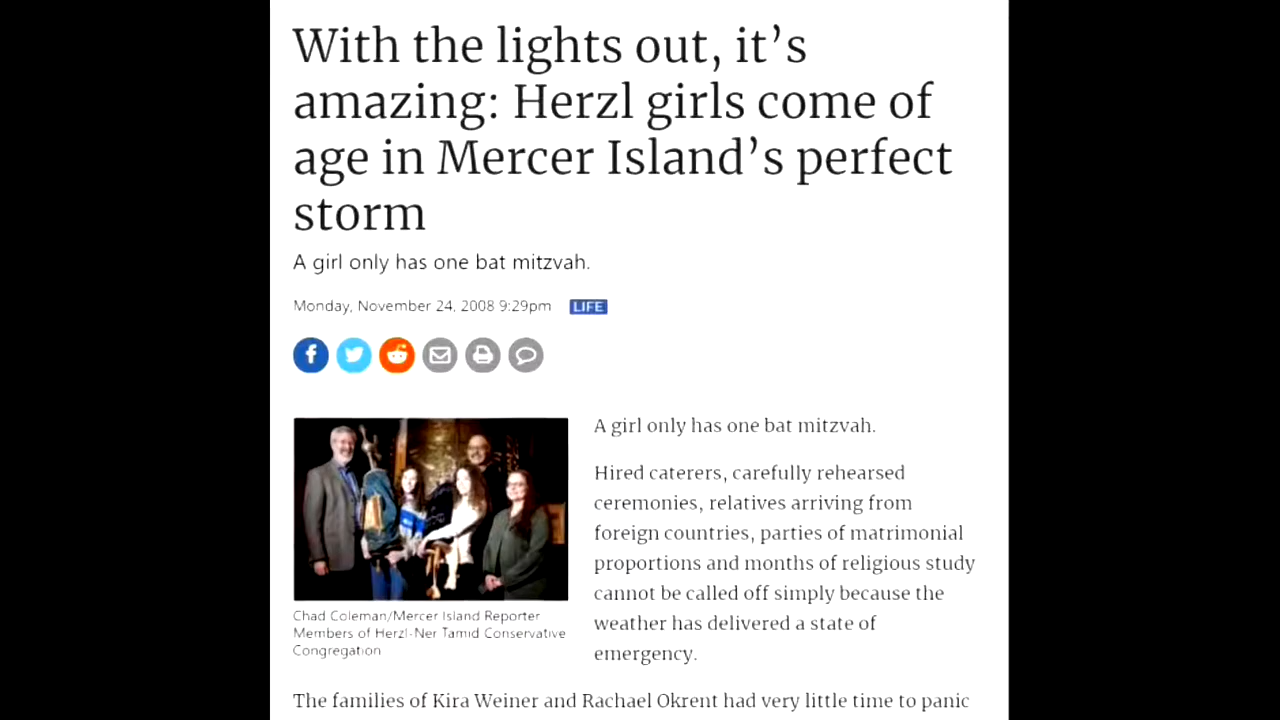 With the lights out, it’s
amazing: Herzl girls come of
age in Mercer Island’s perfect
storm
A girl only has one bat mitzvah.
Monday, November 24, 2008 9:29pm LIFE
A girl only has one bat mitzvah.
Hired caterers, carefully rehearsed
ceremonies, relatives arriving from
foreign countries, parties of matrimonial
proportions and months of religious study
cannot be called off simply because the
weather has delivered a state of
emergency.
Chad Coleman/Mercer Island Reporter
Members of Herzl-Ner Tamid Conservative
Congregation
The families of Kira Weiner and Rachael Okrent had very little time to panic